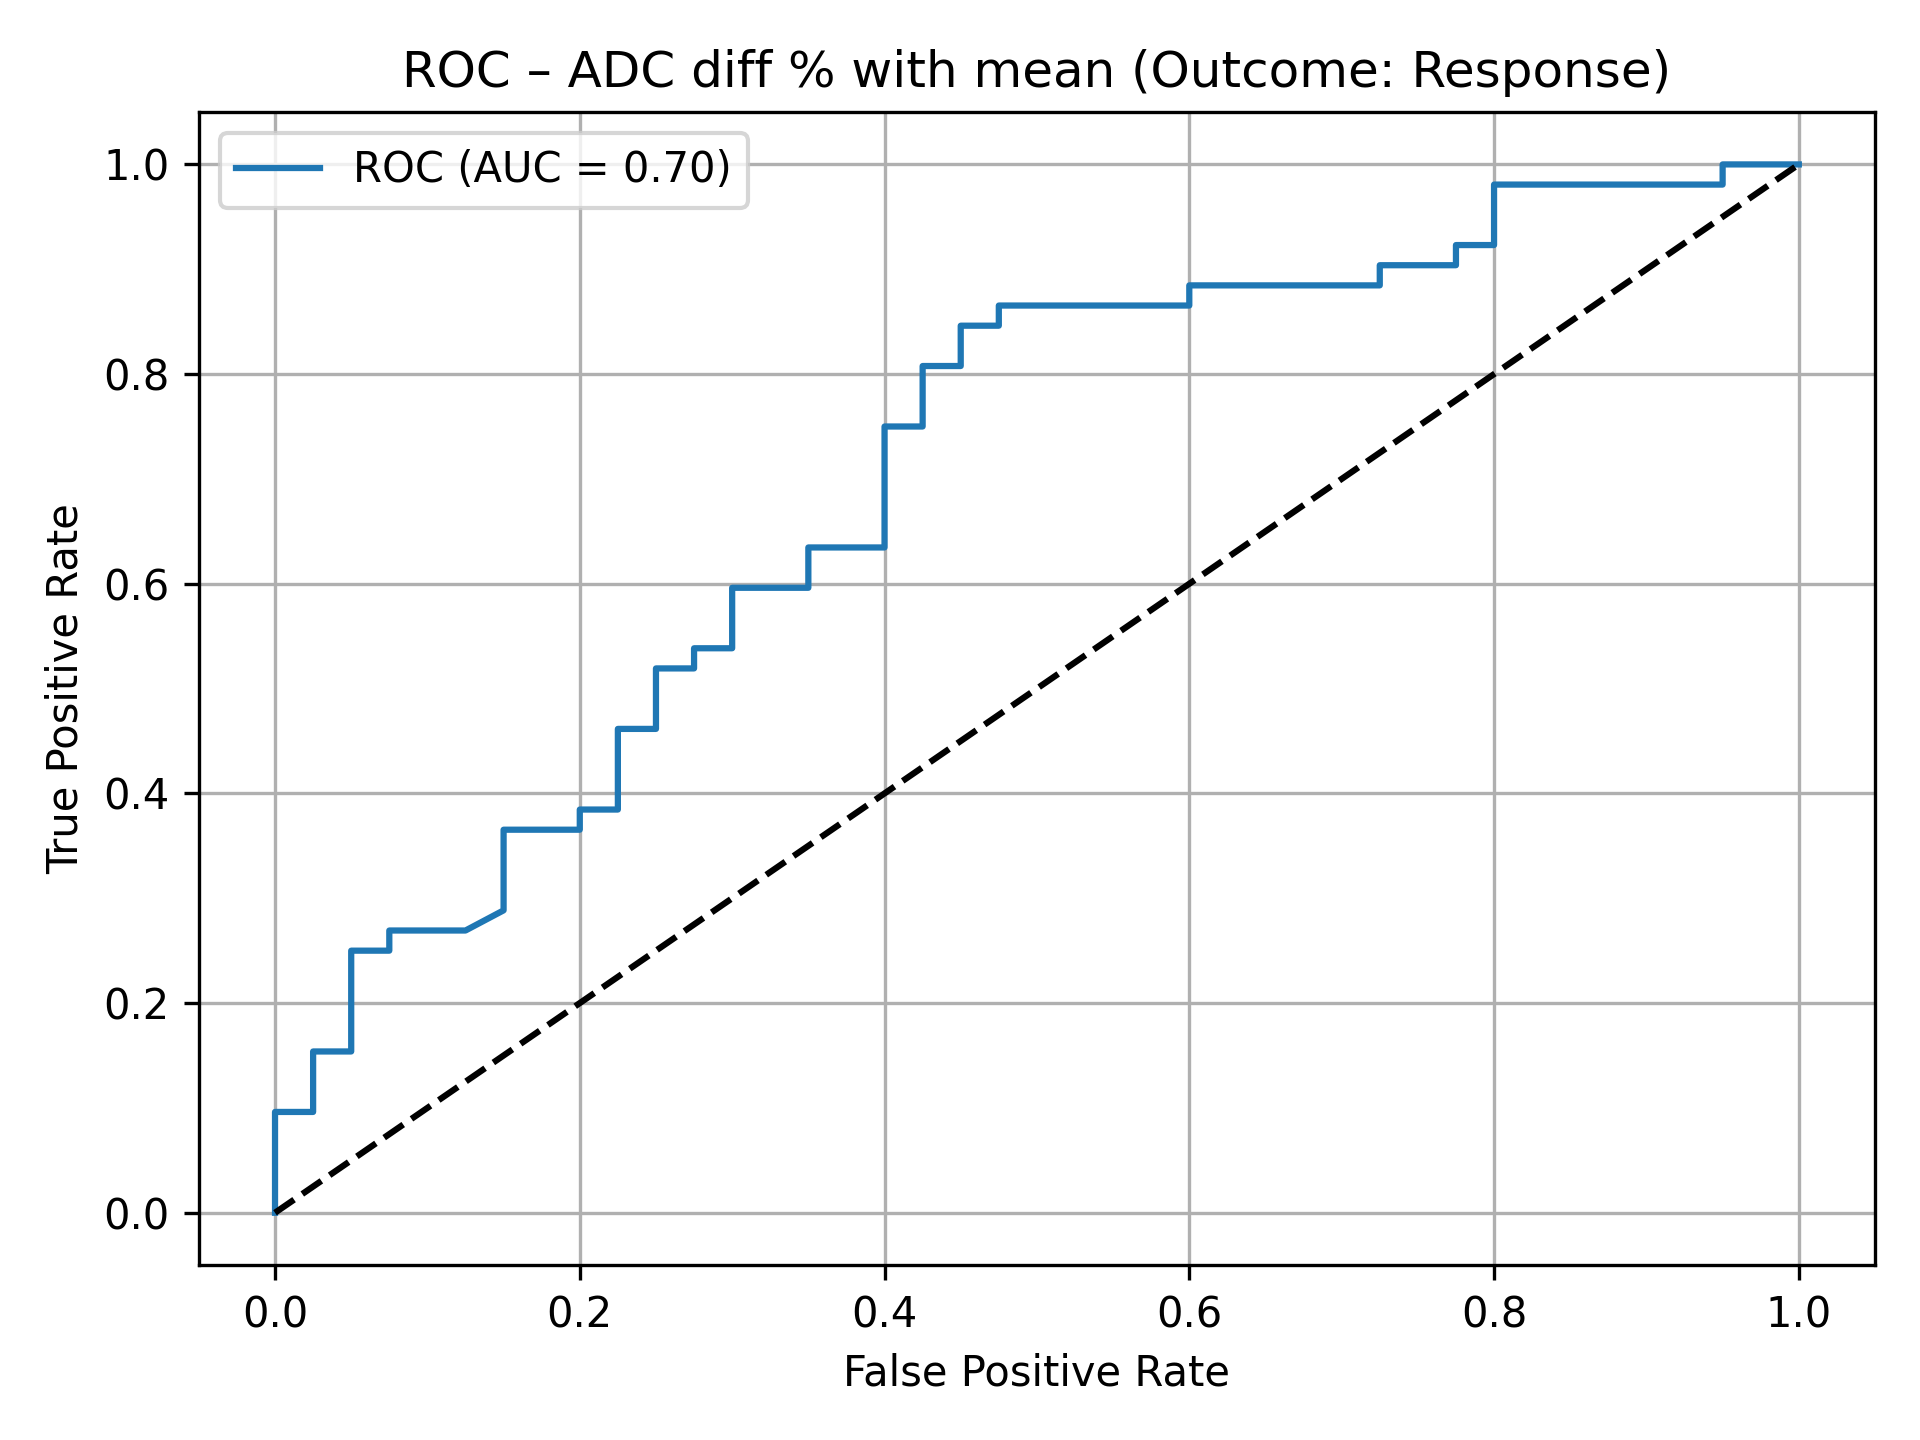 ROC – ADC diff % with mean (Outcome: Response)
ROC (AUC = 0.70)
1.0
0.8
0.6
0.4
0.2
0.0
True Positive Rate
0.0 0.2 0.4 0.6 0.8 1.0
False Positive Rate